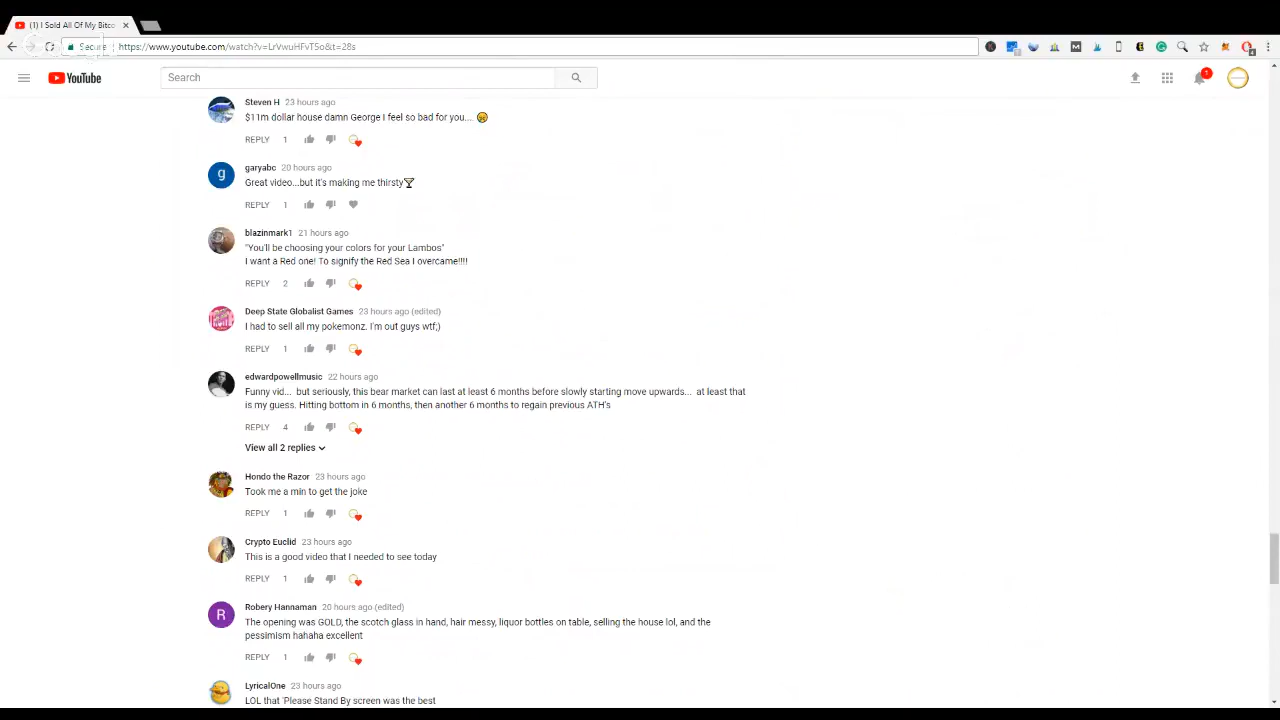 (1) I Sold All Of My Bitco
Secure https://www.youtube.com/watch?v=LrVwuHFvT5o&t=28s
YouTube
Search
1
Steven H 23 hours ago
$11m dollar house damn George I feel so bad for you....
REPLY 1
g
garyabc 20 hours ago
Great video...but it's making me thirsty
REPLY 1
blazinmark1 21 hours ago
"You'll be choosing your colors for your Lambos"
I want a Red one! To signify the Red Sea I overcame!!!!
REPLY 2
Deep State Globalist Games 23 hours ago (edited)
I had to sell all my pokemonz. I'm out guys wtf;)
REPLY 1
edwardpowellmusic 22 hours ago
Funny vid... but seriously, this bear market can last at least 6 months before slowly starting move upwards... at least that
is my guess. Hitting bottom in 6 months, then another 6 months to regain previous ATH's
REPLY 4
View all 2 replies
Hondo the Razor 23 hours ago
Took me a min to get the joke
REPLY 1
Crypto Euclid 23 hours ago
This is a good video that I needed to see today
REPLY 1
R
Robery Hannaman 20 hours ago (edited)
The opening was GOLD, the scotch glass in hand, hair messy, liquor bottles on table, selling the house lol, and the
pessimism hahaha excellent
REPLY 1
LyricalOne 23 hours ago
LOL that 'Please Stand By screen was the best